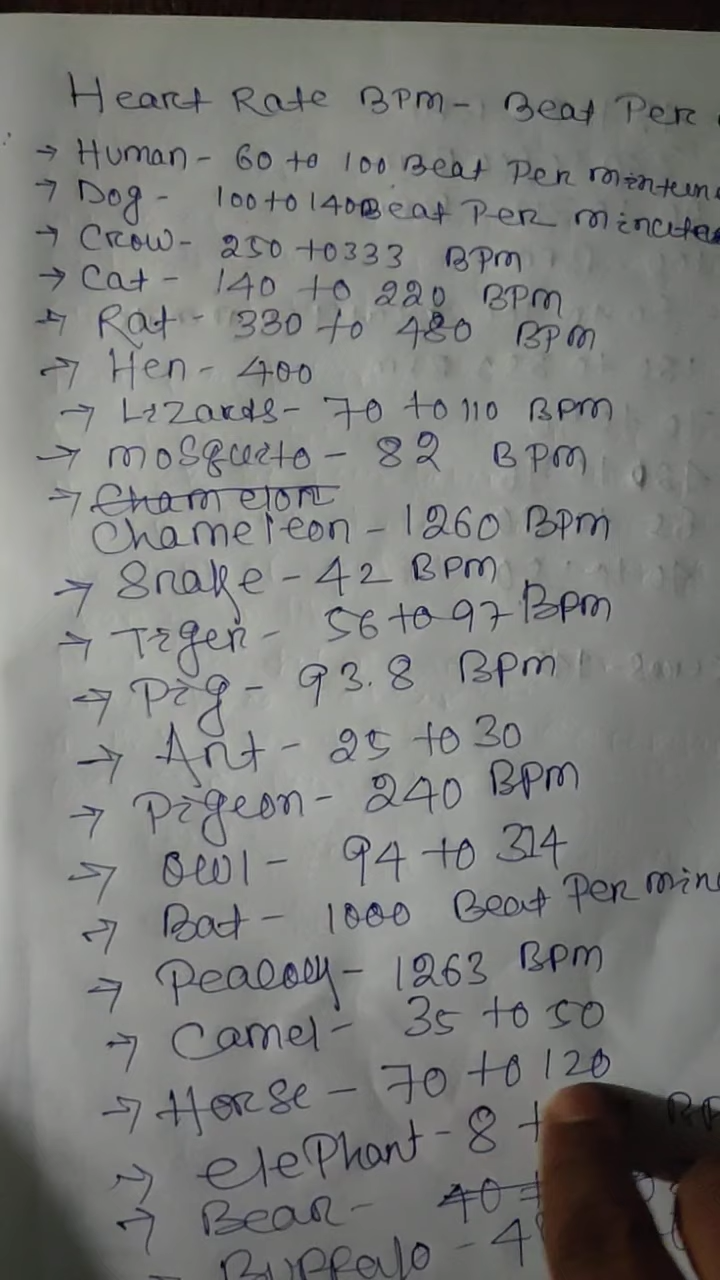 Heart Rate BPM - Beat Per
→ Human - 60 to 100 Beat Per
→ Dog - 100 to 140 Beat Per minutes
→ Crow - 250 to 333 BPM
→ Cat - 140 to 220 BPM
→ Rat - 330 to 480 BPM
→ Hen - 400
→ Lizards - 70 to 110 BPM
→ mosquito - 82 BPM
→ Chamelon
Chameleon - 1260 BPM
→ Snake - 42 BPM
→ Tiger - 56 to 97 BPM
→ Pig - 93.8 BPM
→ Ant - 25 to 30
→ Pigeon - 240 BPM
→ Owl - 94 to 314
→ Bat - 1000 Beat Per min
→ - 1263 BPM
→ Camel - 35 to 50
→ Horse - 70 to 120
→ elePhant - 8
→ Bear - 40
Buffalo - 4